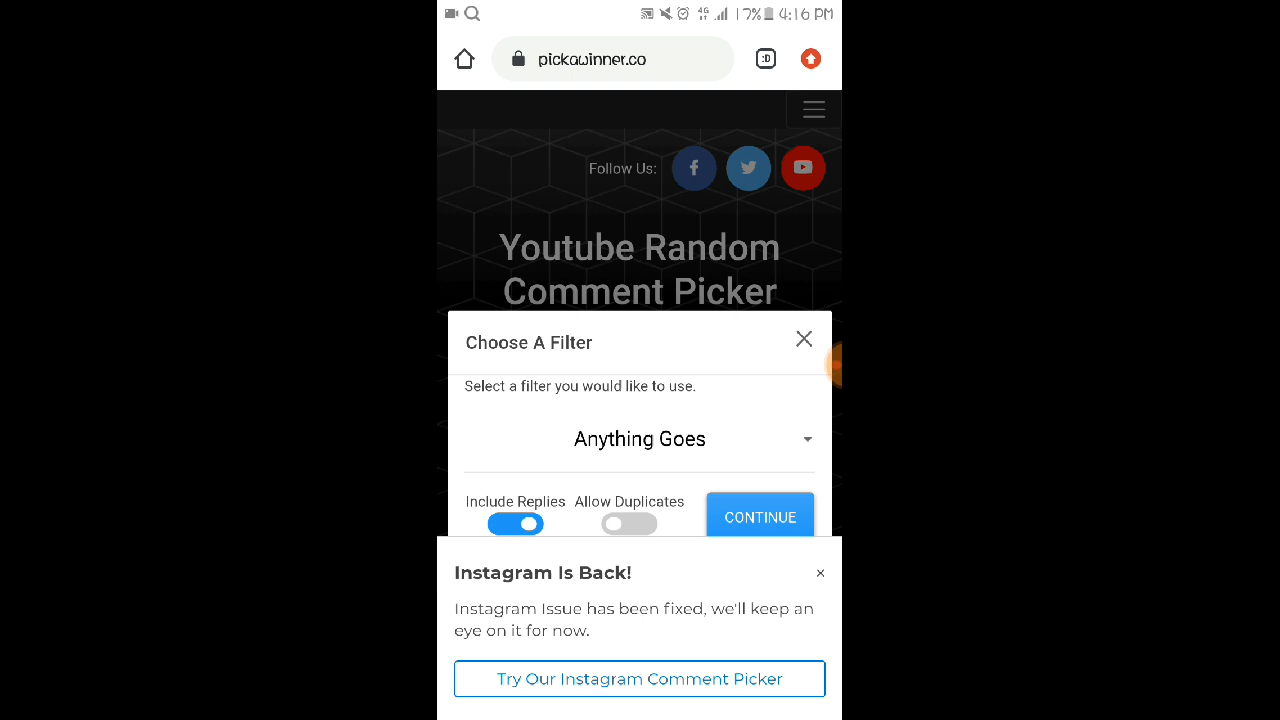 4G 17% 4:16 PM
pickawinner.co :D
Follow Us:
Youtube Random
Comment Picker
Choose A Filter
Select a filter you would like to use.
Anything Goes
Include Replies Allow Duplicates
CONTINUE
Instagram Is Back!
Instagram Issue has been fixed, we'll keep an
eye on it for now.
Try Our Instagram Comment Picker